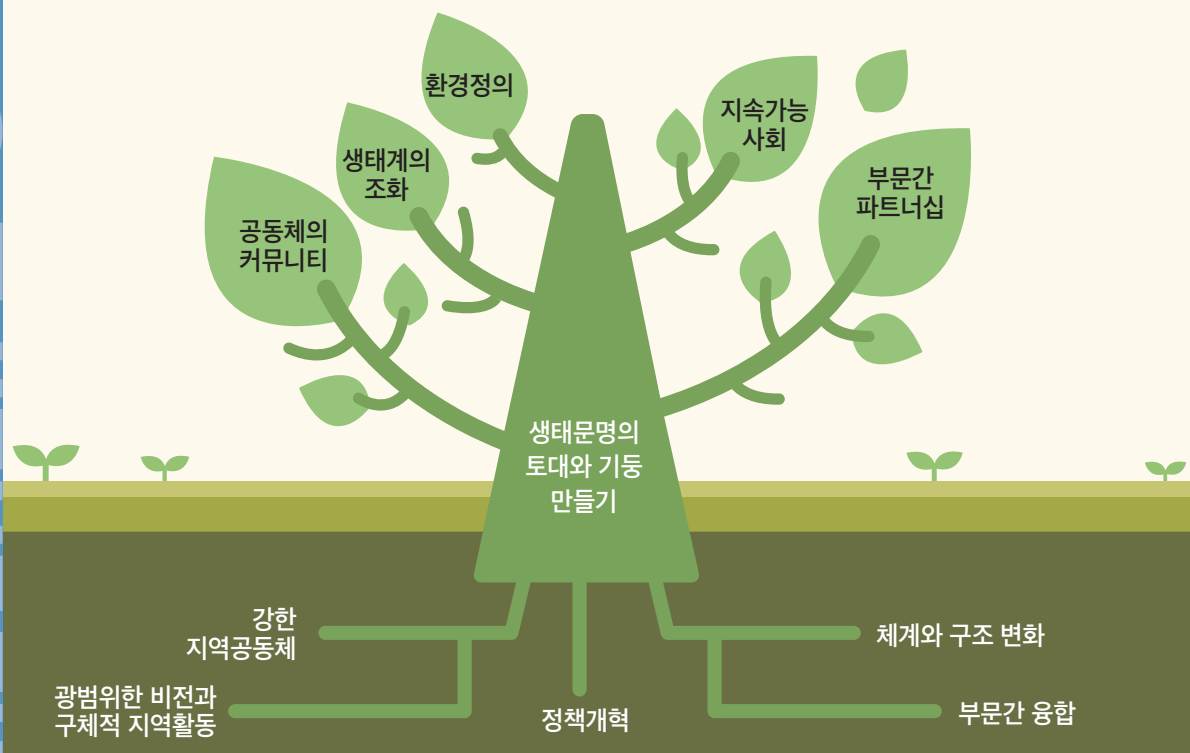 환경정의
생태계의
조화
공동체의
커뮤니티
지속가능
사회
부문간
파트너십
생태문명의
토대와 기둥
만들기
강한
지역공동체
광범위한 비전과
구체적 지역활동
정책개혁
체계와 구조 변화
부문간 융합